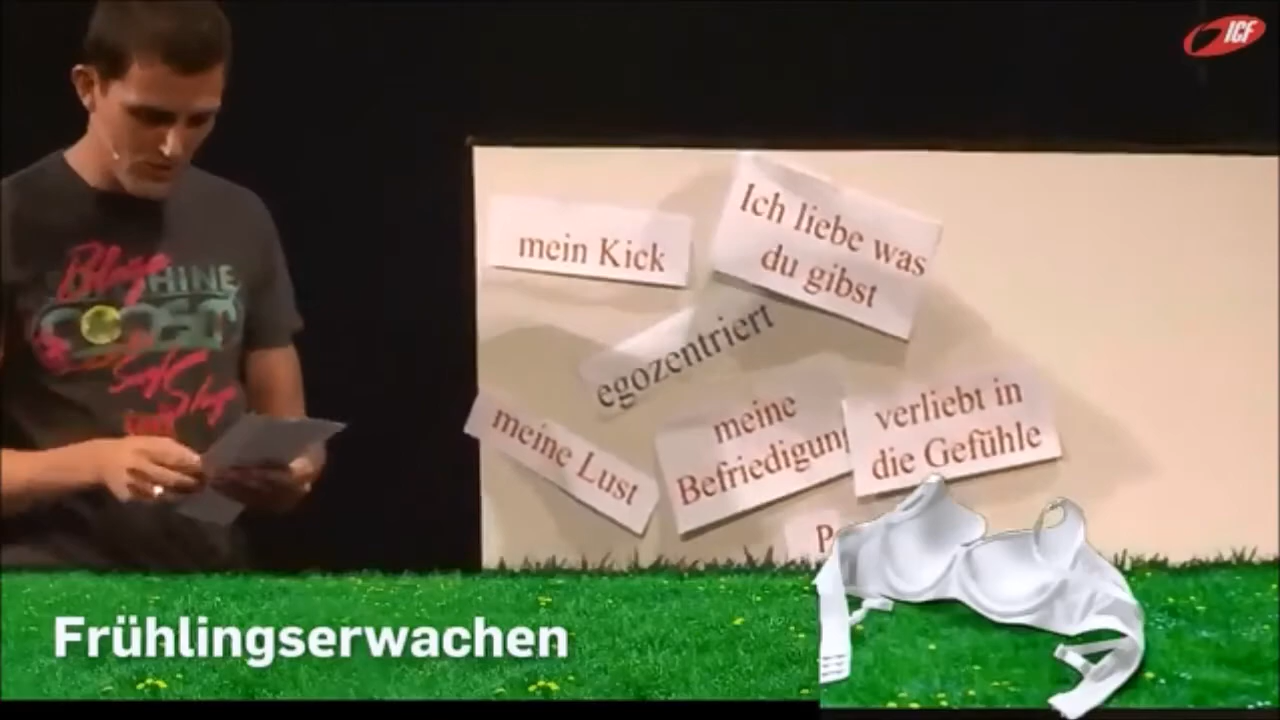 ICF
mein Kick
Ich liebe was
du gibst
egozentriert
meine Lust
meine
Befriedigung
verliebt in
die Gefühle
P
Frühlingserwachen